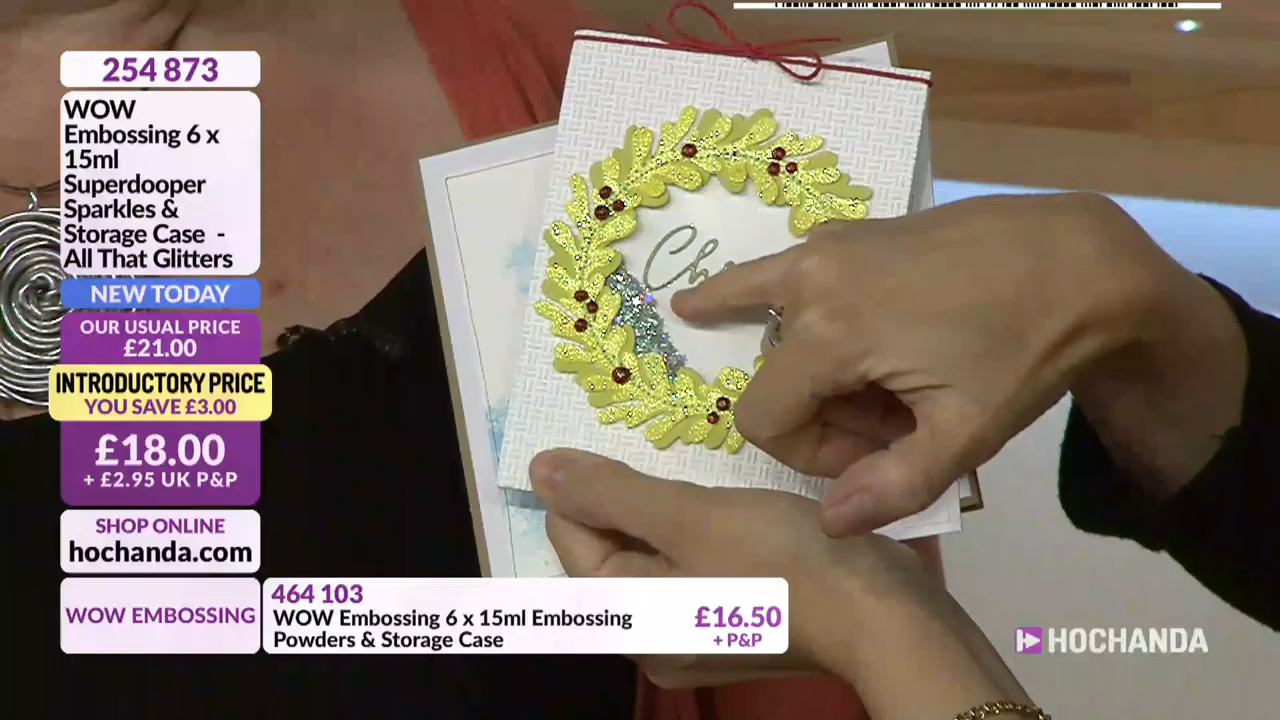 254 873
WOW
Embossing 6 x
15ml
Superdooper
Sparkles &
Storage Case -
All That Glitters
NEW TODAY
OUR USUAL PRICE
£21.00
INTRODUCTORY PRICE
YOU SAVE £3.00
£18.00
+ £2.95 UK P&P
SHOP ONLINE
hochanda.com
WOW EMBOSSING
464 103
WOW Embossing 6 x 15ml Embossing
Powders & Storage Case
£16.50
+ P&P
HOCHANDA